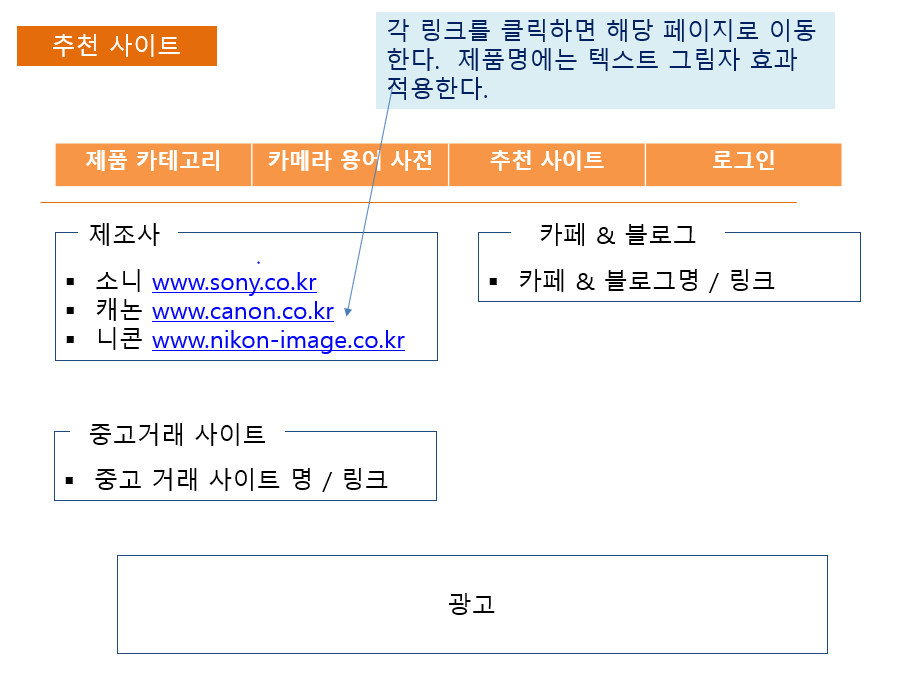 추천 사이트
각 링크를 클릭하면 해당 페이지로 이동
한다. 제품명에는 텍스트 그림자 효과
적용한다.
제품 카테고리 카메라 용어 사전 추천 사이트 로그인
제조사
▪ 소니 www.sony.co.kr
▪ 캐논 www.canon.co.kr
▪ 니콘 www.nikon-image.co.kr
카페 & 블로그
▪ 카페 & 블로그명 / 링크
중고거래 사이트
▪ 중고 거래 사이트 명 / 링크
광고